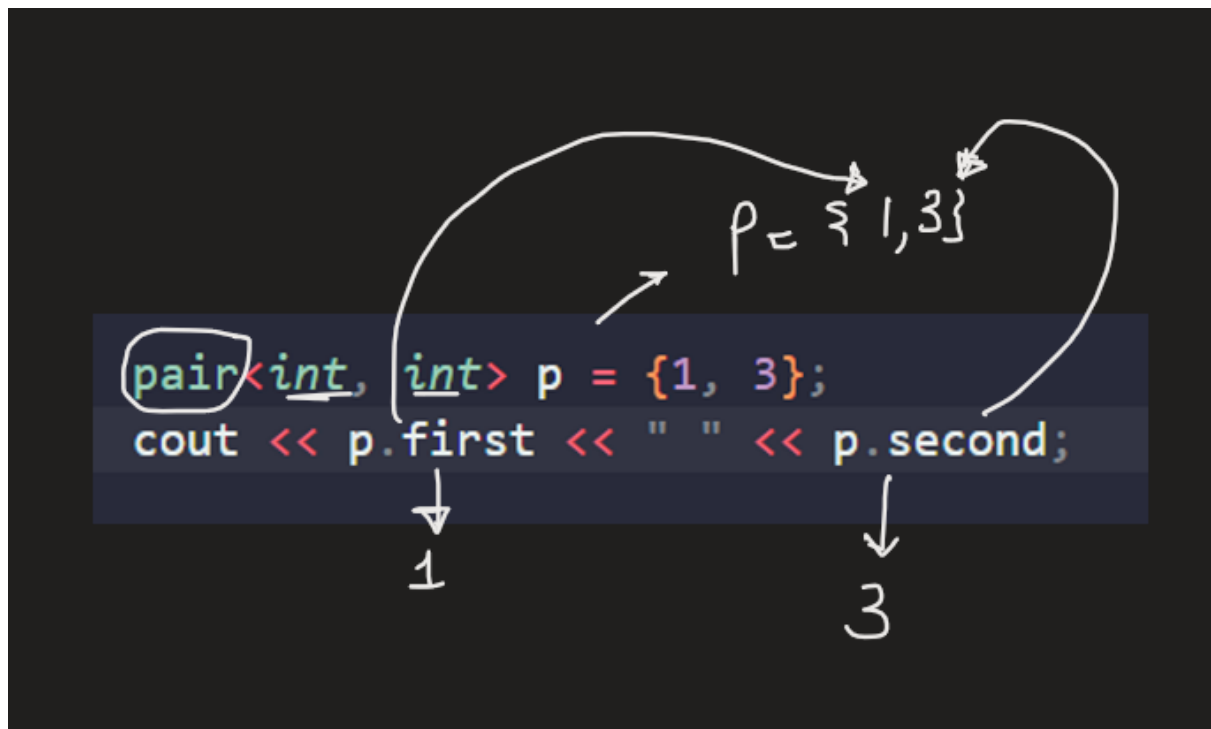 p = { 1, 3}
pair<int, int> p = {1, 3};
cout << p.first << " " << p.second;
1
3